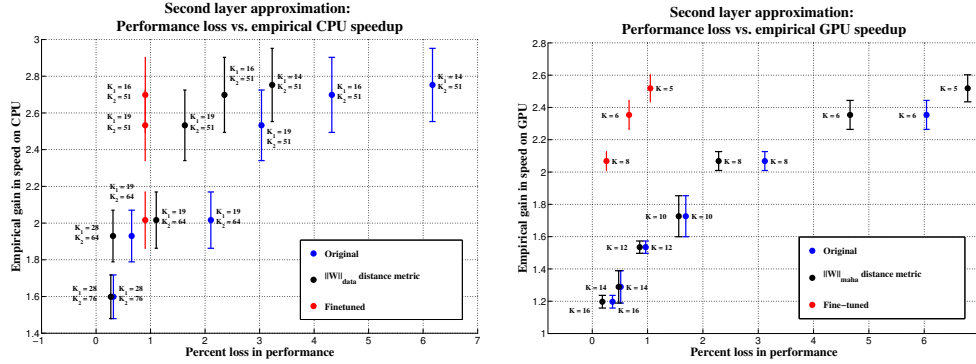 Second layer approximation:
Performance loss vs. empirical CPU speedup
Empirical gain in speed on CPU
3
2.8
2.6
2.4
2.2
2
1.8
1.6
1.4
K1 = 16
K2 = 51
K1 = 19
K2 = 51
K1 = 16
K2 = 51
K1 = 14
K2 = 51
K1 = 16
K2 = 51
K1 = 14
K2 = 51
K1 = 19
K2 = 51
K1 = 19
K2 = 51
K1 = 19
K2 = 64
K1 = 19
K2 = 64
K1 = 19
K2 = 64
K1 = 28
K2 = 64
K1 = 28
K2 = 76
K1 = 28
K2 = 76
Original
||W||data distance metric
Finetuned
−1 0 1 2 3 4 5 6 7
Percent loss in performance
Second layer approximation:
Performance loss vs. empirical GPU speedup
Empirical gain in speed on GPU
2.8
2.6
2.4
2.2
2
1.8
1.6
1.4
1.2
1
K = 5
K = 5
K = 6
K = 6
K = 6
K = 8
K = 8
K = 8
K = 10
K = 10
K = 12
K = 12
K = 14
K = 14
K = 16
K = 16
Original
||W||maha distance metric
Fine−tuned
0 1 2 3 4 5 6
Percent loss in performance